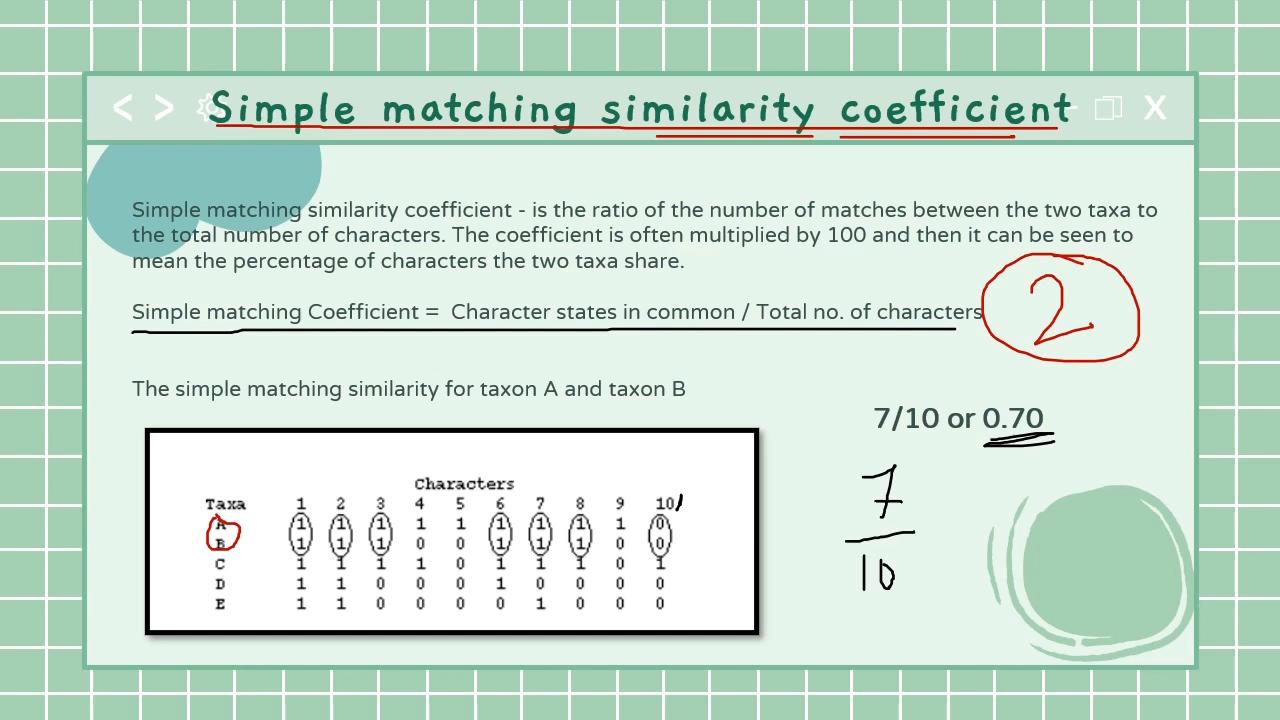 Simple matching similarity coefficient
Simple matching similarity coefficient - is the ratio of the number of matches between the two taxa to
the total number of characters. The coefficient is often multiplied by 100 and then it can be seen to
mean the percentage of characters the two taxa share.
Simple matching Coefficient = Character states in common / Total no. of characters
2
The simple matching similarity for taxon A and taxon B
7/10 or 0.70
7
10
Characters
Taxa 1 2 3 4 5 6 7 8 9 10
A 1 1 1 1 1 1 1 1 1 0
B 1 1 1 0 0 1 1 1 0 0
C 1 1 1 1 0 1 1 1 0 1
D 1 1 0 0 0 1 0 0 0 0
E 1 1 0 0 0 0 1 0 0 0